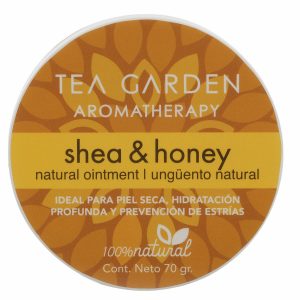 TEA GARDEN
AROMATHERAPY
shea & honey
natural ointment | ungüento natural
IDEAL PARA PIEL SECA, HIDRATACIÓN
PROFUNDA Y PREVENCIÓN DE ESTRÍAS
100% natural
Cont. Neto 70 gr.